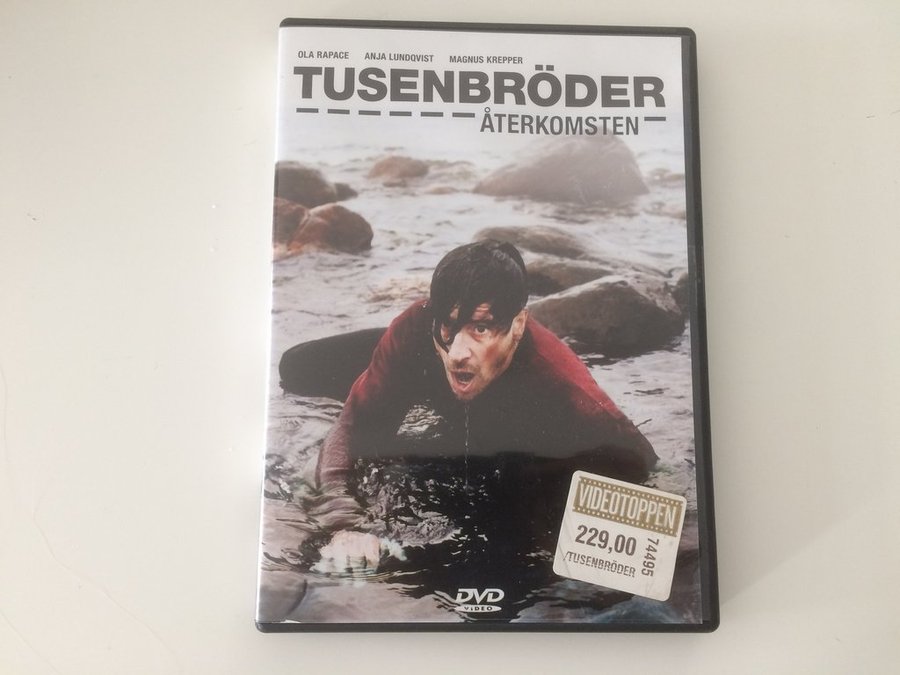 OLA RAPACE ANJA LUNDQVIST MAGNUS KREPPER
TUSENBRÖDER
ÅTERKOMSTEN
VIDEOTOPPEN
229,00
74495
TUSENBRÖDER
DVD
VIDEO